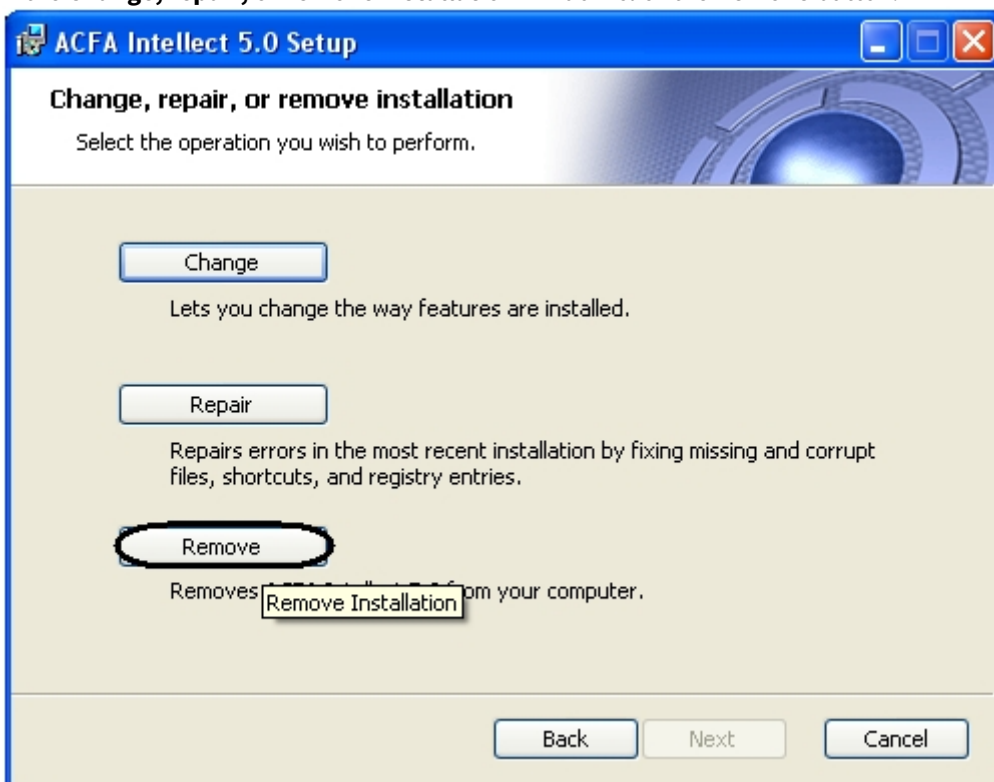 ACFA Intellect 5.0 Setup
Change, repair, or remove installation
Select the operation you wish to perform.
Change
Lets you change the way features are installed.
Repair
Repairs errors in the most recent installation by fixing missing and corrupt
files, shortcuts, and registry entries.
Remove
Removes from your computer.
Remove Installation
Back Next Cancel